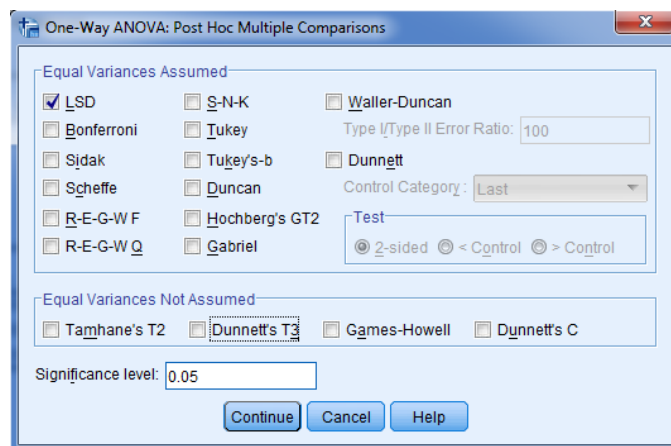 One-Way ANOVA: Post Hoc Multiple Comparisons
Equal Variances Assumed
LSD S-N-K Waller-Duncan
Bonferroni Tukey Type I/Type II Error Ratio: 100
Sidak Tukey's-b Dunnett
Scheffe Duncan Control Category: Last
R-E-G-W F Hochberg's GT2 Test
R-E-G-W Q Gabriel 2-sided < Control > Control
Equal Variances Not Assumed
Tamhane's T2 Dunnett's T3 Games-Howell Dunnett's C
Significance level: 0.05
Continue Cancel Help